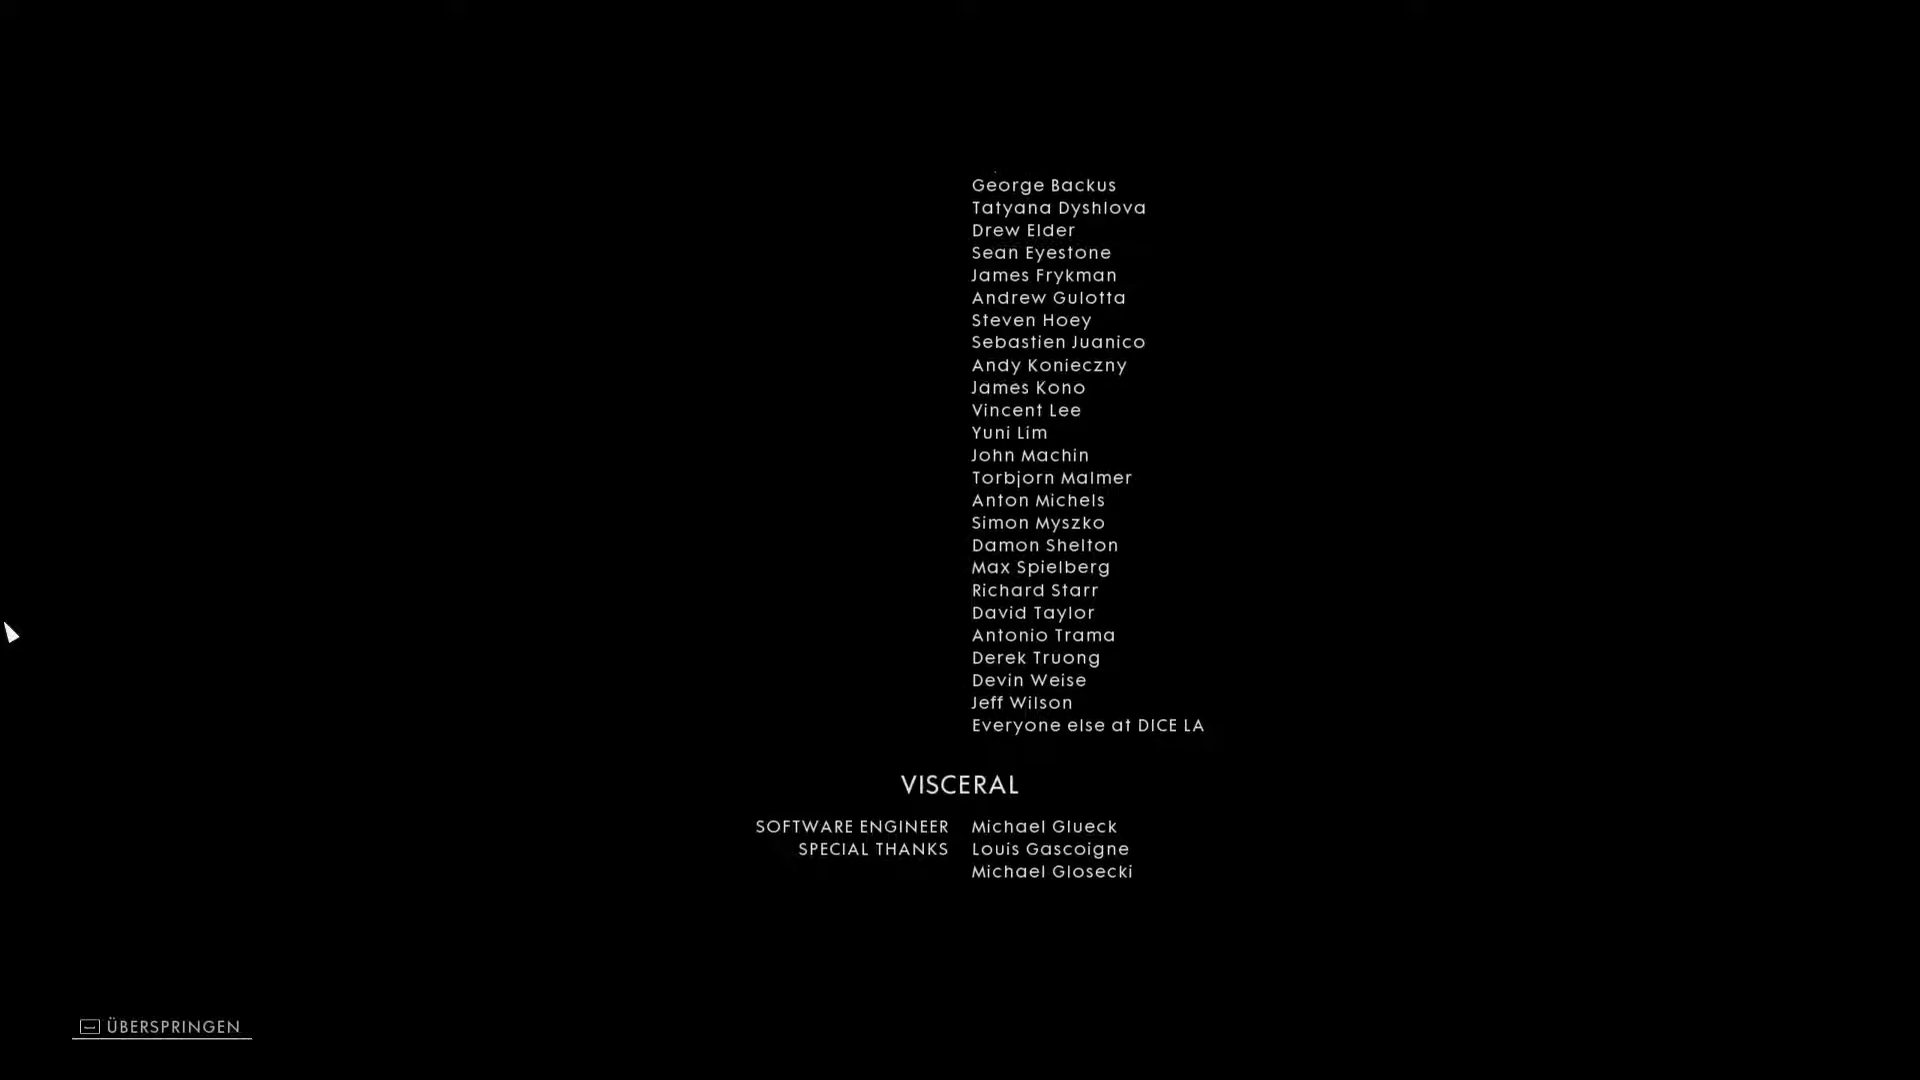 George Backus
Tatyana Dyshlova
Drew Elder
Sean Eyestone
James Frykman
Andrew Gulotta
Steven Hoey
Sebastien Juanico
Andy Konieczny
James Kono
Vincent Lee
Yuni Lim
John Machin
Torbjorn Malmer
Anton Michels
Simon Myszko
Damon Shelton
Max Spielberg
Richard Starr
David Taylor
Antonio Trama
Derek Truong
Devin Weise
Jeff Wilson
Everyone else at DICE LA
VISCERAL
SOFTWARE ENGINEER Michael Glueck
SPECIAL THANKS Louis Gascoigne
Michael Glosecki
ÜBERSPRINGEN